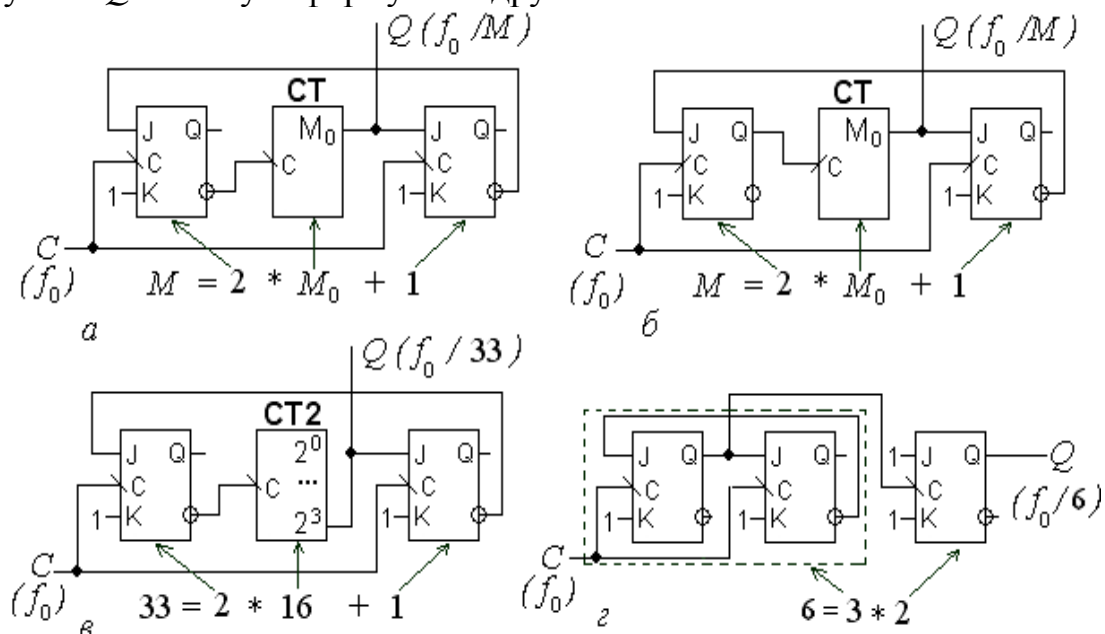 Q (f0/M)
CT
J Q
C
1 K
C
M0
J Q
C
1 K
C
(f0)
M = 2 * M0 + 1
а
Q (f0/M)
CT
J Q
C
1 K
C
M0
J Q
C
1 K
C
(f0)
M = 2 * M0 + 1
б
Q (f0 / 33)
CT2
J Q
C
1 K
C
2^0
...
2^3
J Q
C
1 K
C
(f0)
33 = 2 * 16 + 1
в
J Q
C
1 K
J Q
C
1 K
1 J Q
C
1 K
Q
(f0/6)
C
(f0)
6 = 3 * 2
г